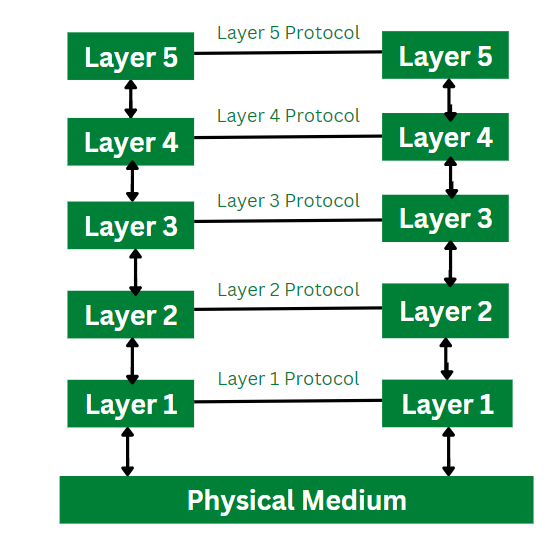 Layer 5 Protocol
Layer 5
Layer 5
Layer 4 Protocol
Layer 4
Layer 4
Layer 3 Protocol
Layer 3
Layer 3
Layer 2 Protocol
Layer 2
Layer 2
Layer 1 Protocol
Layer 1
Layer 1
Physical Medium